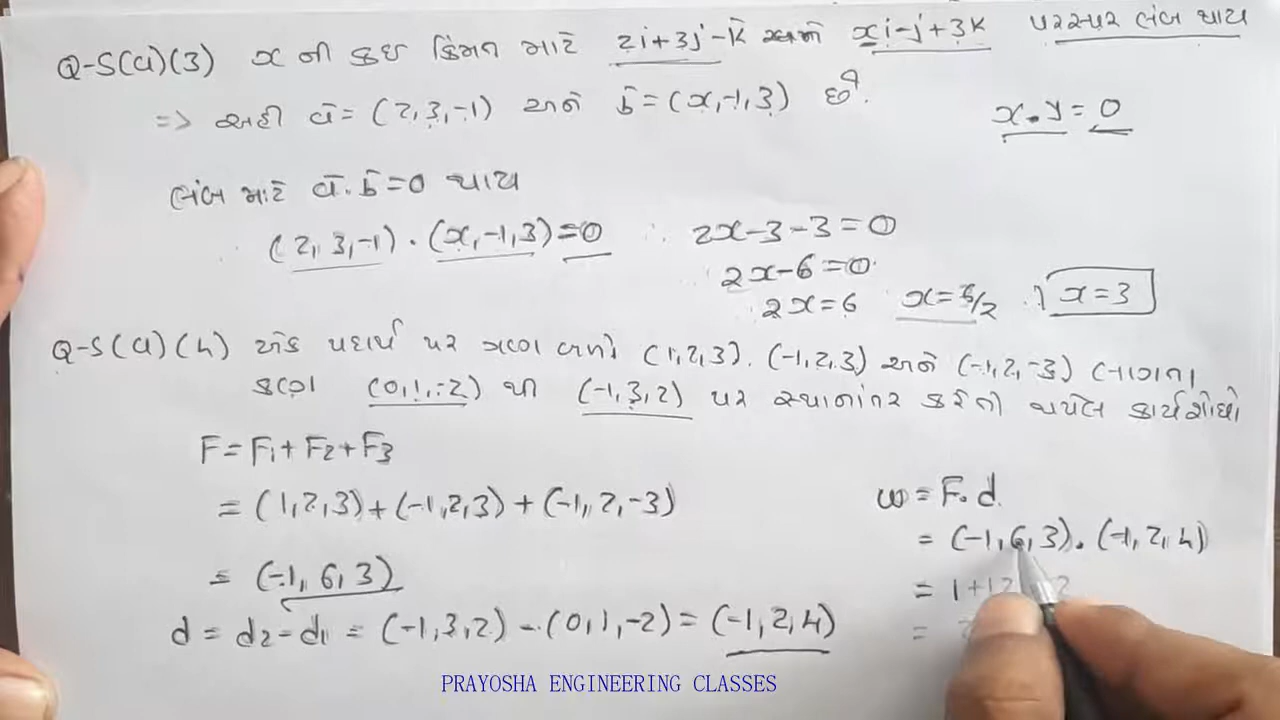 Q-5(a)(3) x ની કઇ કિંમત માટે 2i+3j-k અને xi-j+3k પરસ્પર લંબ થાય
=> અહીં ā = (2,3,-1) અને b̄ = (x,-1,3) છે.
x.y = 0
લંબ માટે ā.b̄ = 0 થાય
(2,3,-1).(x,-1,3) = 0 ∴ 2x-3-3=0
2x-6=0
2x=6 x=6/2 x=3
Q-5(a)(4) એક પદાર્થ પર બળો (1,2,3). (-1,2,3) અને (-1,2,-3) લાગતા
કણ (0,1,-2) થી (-1,3,2) પર સ્થાનાંતર કરે તો થયેલ કાર્ય શોધો
F = F1 + F2 + F3
= (1,2,3)+(-1,2,3)+(-1,2,-3)
= (-1,6,3)
d = d2-d1 = (-1,3,2) - (0,1,-2) = (-1,2,4)
w = F.d.
= (-1,6,3).(-1,2,4)
= 1+12
=
PRAYOSHA ENGINEERING CLASSES